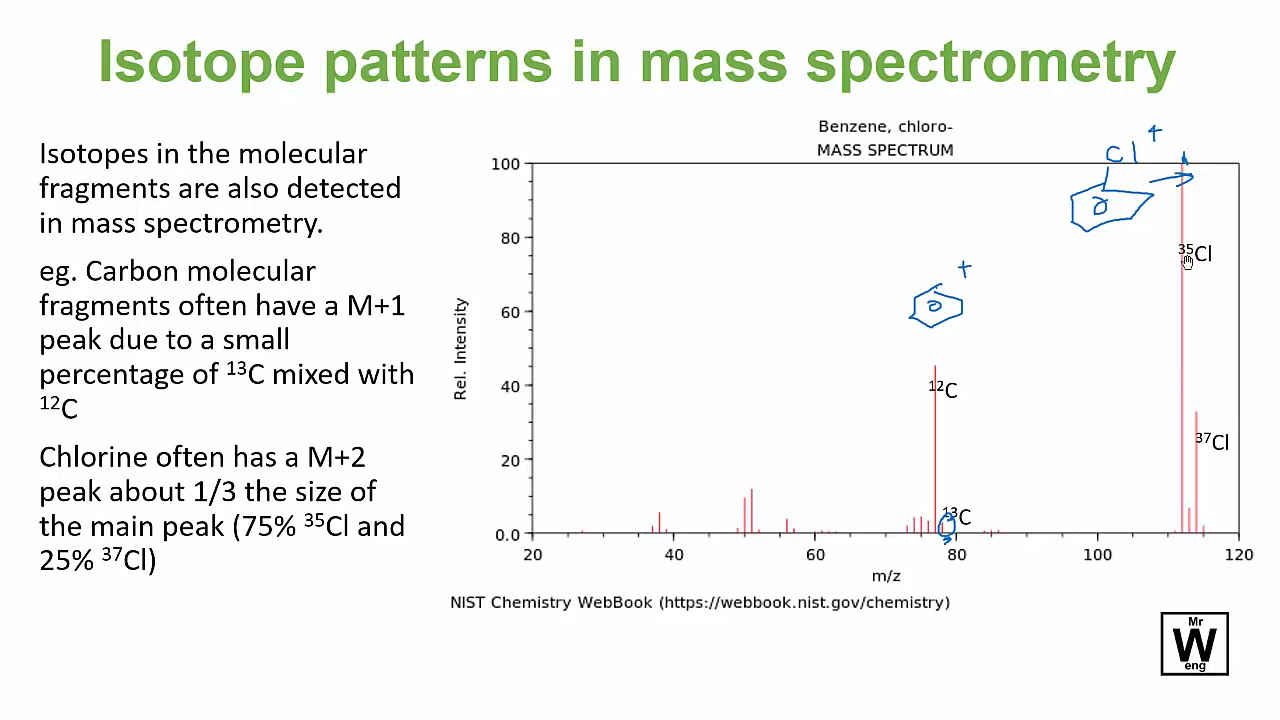 Isotope patterns in mass spectrometry
Isotopes in the molecular
fragments are also detected
in mass spectrometry.
eg. Carbon molecular
fragments often have a M+1
peak due to a small
percentage of ¹³C mixed with
¹²C
Chlorine often has a M+2
peak about 1/3 the size of
the main peak (75% ³⁵Cl and
25% ³⁷Cl)
Benzene, chloro-
MASS SPECTRUM
Cl +
100
80
60
40
20
0.0
Rel. Intensity
³⁵Cl
+
¹²C
³⁷Cl
¹³C
20 40 60 80 100 120
m/z
NIST Chemistry WebBook (https://webbook.nist.gov/chemistry)
Mr
W
eng